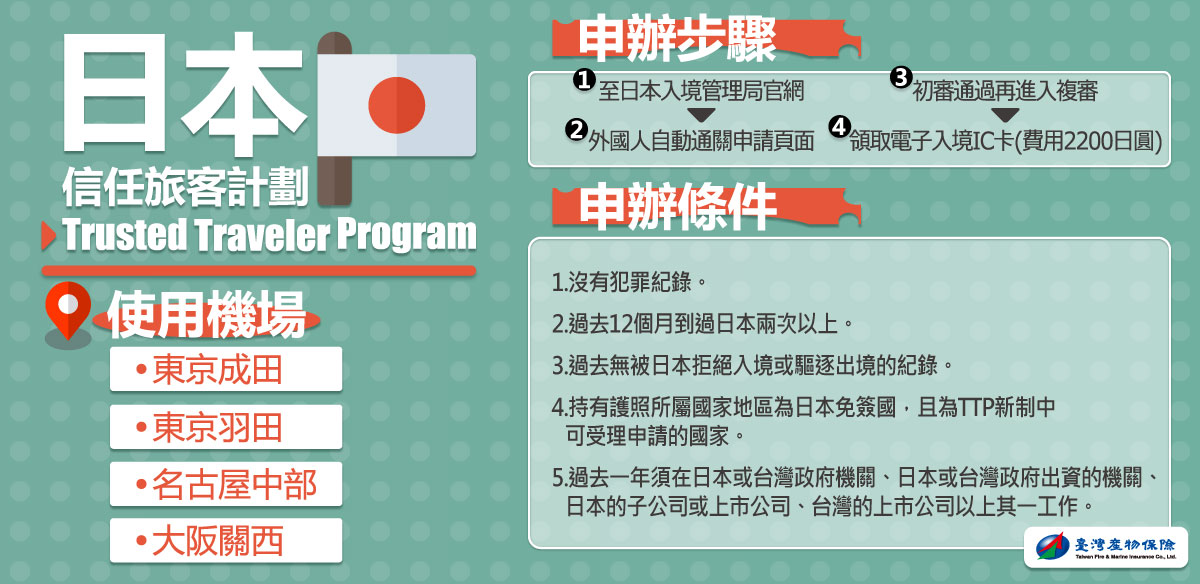 日本
信任旅客計劃
Trusted Traveler Program
使用機場
•東京成田
•東京羽田
•名古屋中部
•大阪關西
申辦步驟
1 至日本入境管理局官網
2 外國人自動通關申請頁面
3 初審通過再進入複審
4 領取電子入境IC卡(費用2200日圓)
申辦條件
1.沒有犯罪紀錄。
2.過去12個月到過日本兩次以上。
3.過去無被日本拒絕入境或驅逐出境的紀錄。
4.持有護照所屬國家地區為日本免簽國，且為TTP新制中
可受理申請的國家。
5.過去一年須在日本或台灣政府機關、日本或台灣政府出資的機關、
日本的子公司或上市公司、台灣的上市公司以上其一工作。
臺灣產物保險
Taiwan Fire & Marine Insurance Co., Ltd.